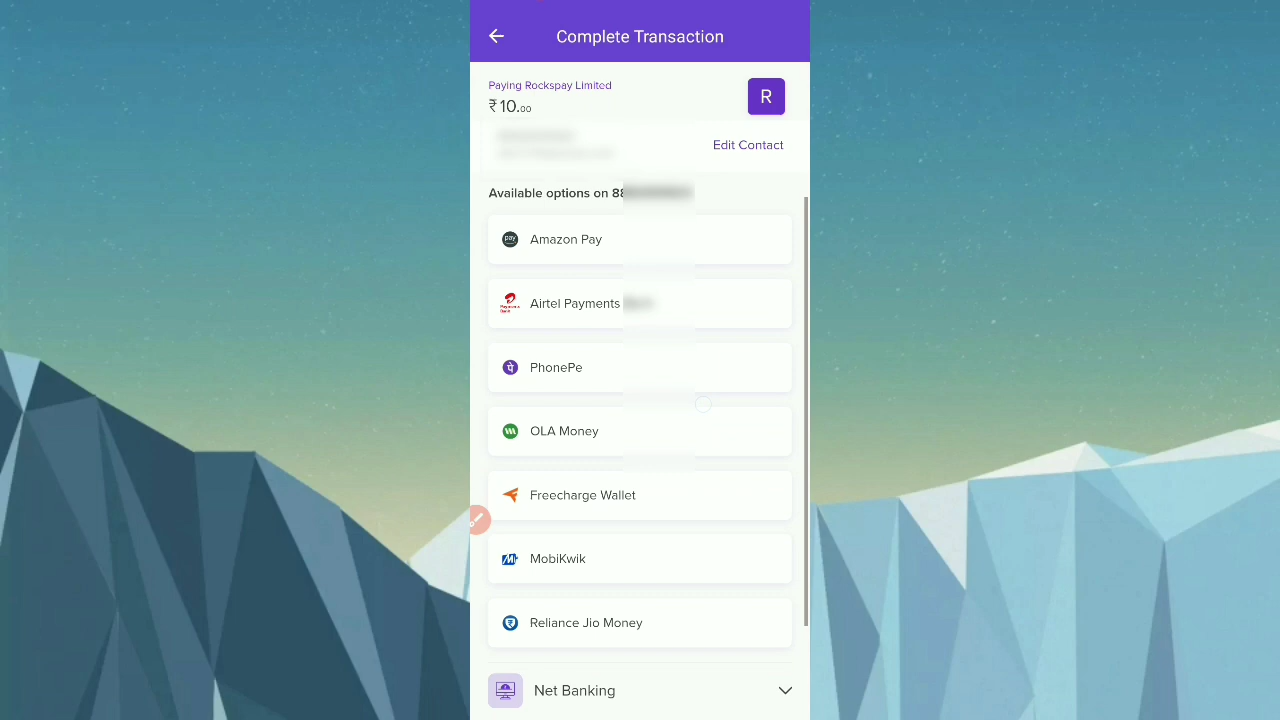 Complete Transaction
Paying Rockspay Limited
₹10.00
R
Edit Contact
Available options on 88
pay Amazon Pay
Airtel Payments
PhonePe
OLA Money
Freecharge Wallet
MobiKwik
Reliance Jio Money
Net Banking